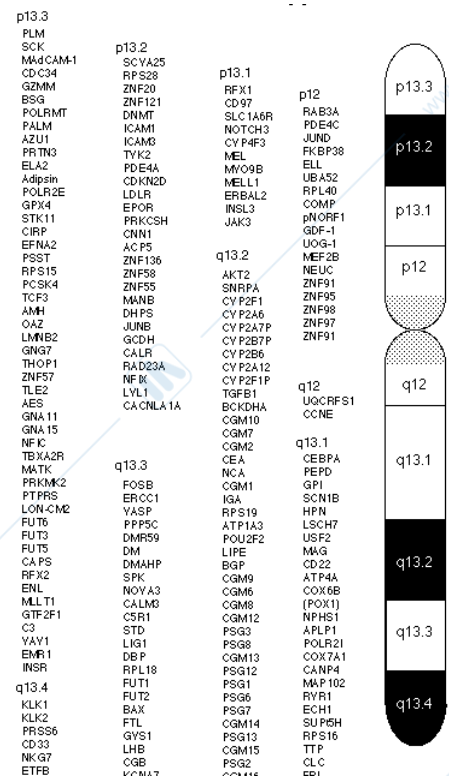 p13.3
PLM
SCK
MAdCAM-1
CDC34
GZMM
BSG
POLRMT
PALM
AZU1
PRTN3
ELA2
Adipsin
POLR2E
GPX4
STK11
CIRP
EFNA2
PSST
RPS15
PCSK4
TCF3
AMH
OAZ
LMNB2
GNG7
THOP1
ZNF57
TLE2
AES
GNA11
GNA15
NFIC
TBXA2R
MATK
PRKMK2
PTPRS
LON-CM2
FUT6
FUT3
FUT5
CAPS
RFX2
ENL
MLLT1
GTF2F1
C3
YAY1
EMR1
INSR
q13.4
KLK1
KLK2
PRSS6
CD33
NKG7
ETFB
p13.2
SCYA25
RPS28
ZNF20
ZNF121
DNMT
ICAM1
ICAM3
TYK2
PDE4A
CDKN2D
LDLR
EPOR
PRKCSH
CNN1
ACP5
ZNF136
ZNF58
ZNF55
MANB
DHPS
JUNB
GCDH
CALR
RAD23A
NFIX
LYL1
CACNLA1A
q13.3
FOSB
ERCC1
YASP
PPP5C
DMR59
DM
DMAHP
SPK
NOYA3
CALM3
C5R1
STD
LIG1
DBP
RPL18
FUT1
FUT2
BAX
FTL
GYS1
LHB
CGB
KCNA7
p13.1
RFX1
CD97
SLC1A6R
NOTCH3
CYP4F3
MEL
MYO9B
MELL1
ERBAL2
INSL3
JAK3
q13.2
AKT2
SNRPA
CYP2F1
CYP2A6
CYP2A7P
CYP2B7P
CYP2B6
CYP2A12
CYP2F1P
TGFB1
BCKDHA
CGM10
CGM7
CGM2
CEA
NCA
CGM1
IGA
RPS19
ATP1A3
POU2F2
LIPE
BGP
CGM9
CGM6
CGM8
CGM12
PSG3
PSG8
CGM13
PSG12
PSG1
PSG6
PSG7
CGM14
PSG13
CGM15
PSG2
CGM16
p12
RAB3A
PDE4C
JUND
FKBP38
ELL
UBA52
RPL40
COMP
pNORF1
GDF-1
UOG-1
MEF2B
NEUC
ZNF91
ZNF95
ZNF98
ZNF97
ZNF91
q12
UQCRFS1
CCNE
q13.1
CEBPA
PEPD
GPI
SCN1B
HPN
LSCH7
USF2
MAG
CD22
ATP4A
COX6B
(POX1)
NPHS1
APLP1
POLR2I
COX7A1
CANP4
MAP102
RYR1
ECH1
SUPt5H
RPS16
TTP
CLC
p13.3
p13.2
p13.1
p12
q12
q13.1
q13.2
q13.3
q13.4